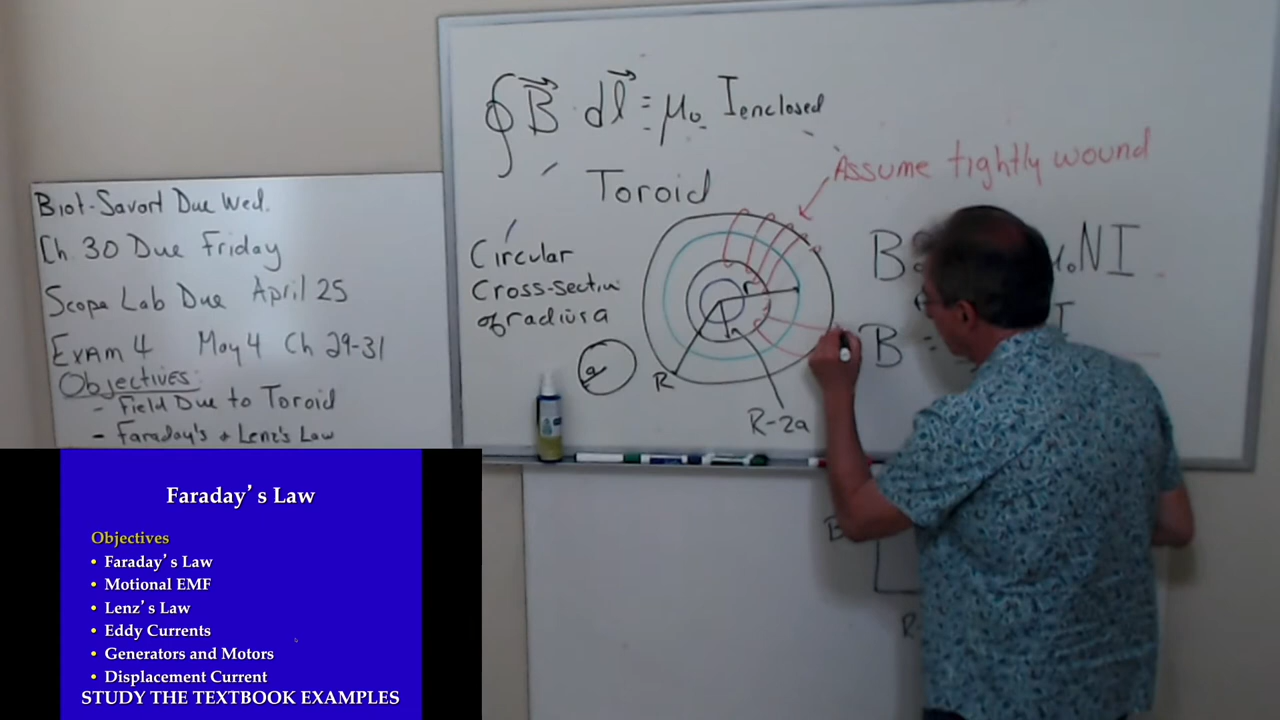 Biot-Savart Due Wed.
Ch. 30 Due Friday
Scope Lab Due April 25
Exam 4 May 4 Ch 29-31
Objectives:
- Field Due to Toroid
- Faraday's + Lenz's Law
∮ B⃗ · dl⃗ = μ₀ Ienclosed
Toroid
Assume tightly wound
Circular
Cross-section
of radius a
a
r
R
R-2a
B
μ₀NI
B =
I
B
R
Faraday's Law
Objectives
• Faraday's Law
• Motional EMF
• Lenz's Law
• Eddy Currents
• Generators and Motors
• Displacement Current
STUDY THE TEXTBOOK EXAMPLES